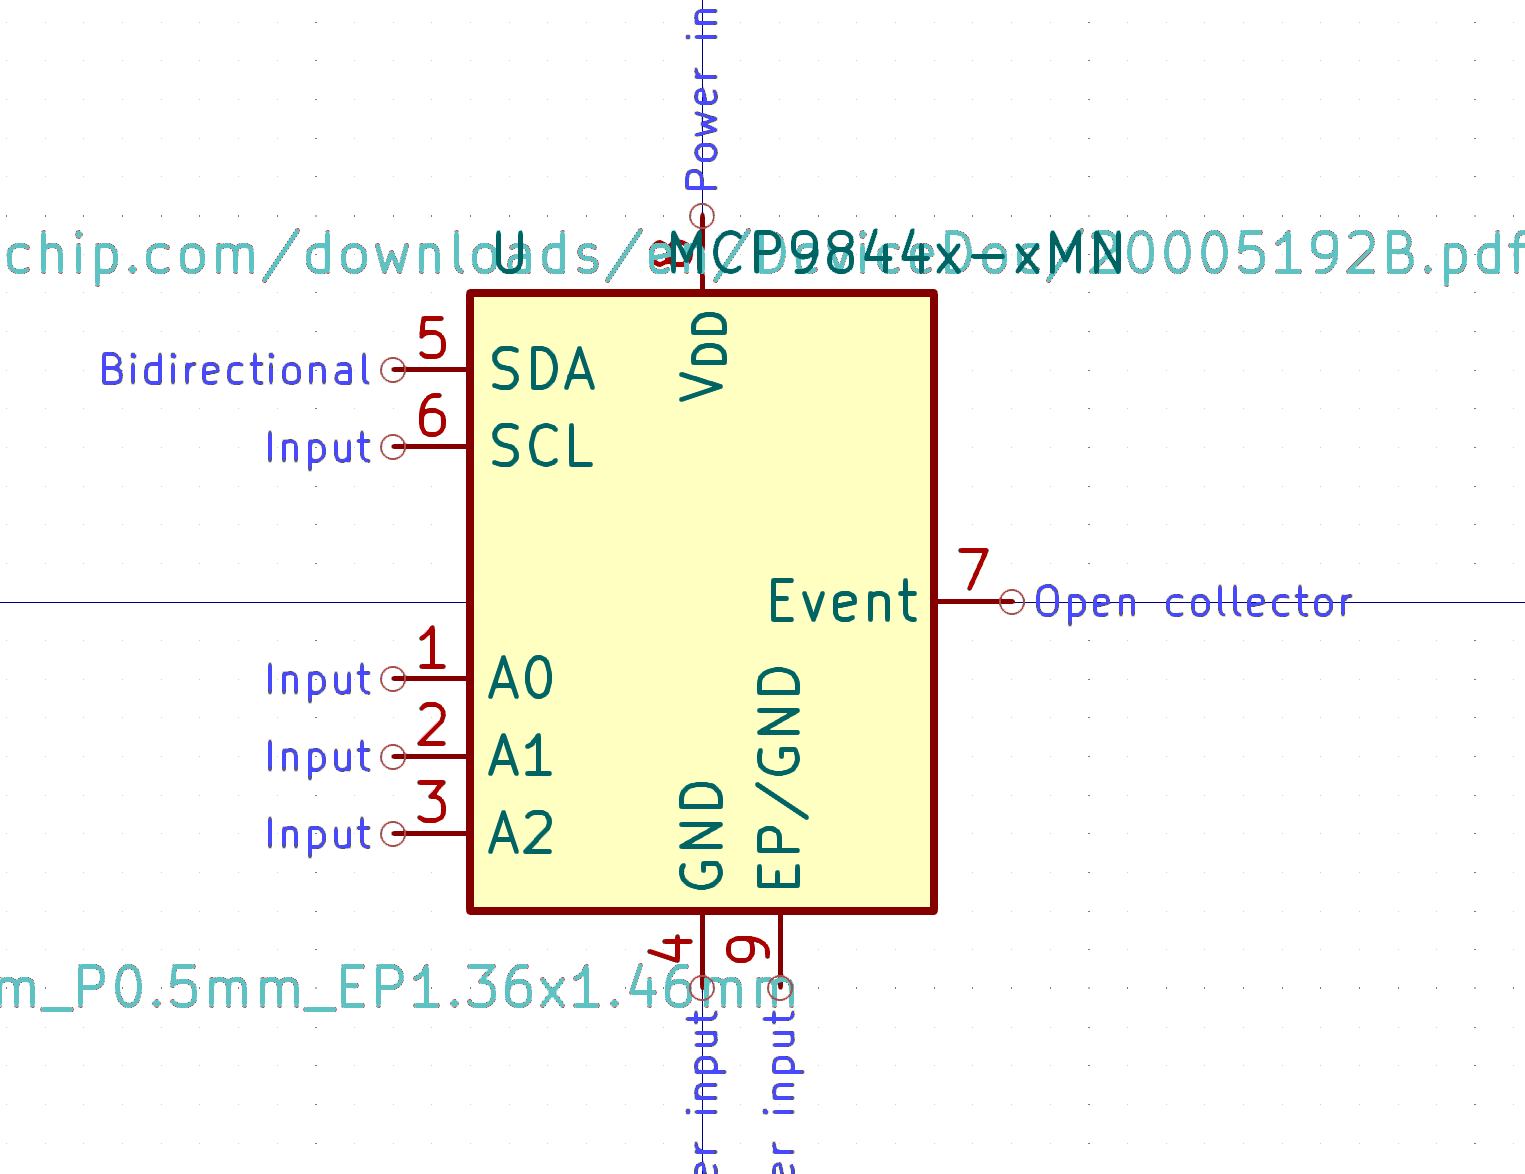 Power in
chip.com/downloads/en/DeviceDoc/20005192B.pdf
U
MCP9844x-xMN
8
VDD
5
Bidirectional
SDA
6
Input
SCL
7
Event
Open collector
1
Input
A0
2
Input
A1
3
Input
A2
GND
EP/GND
4
9
m_P0.5mm_EP1.36x1.46mm
er input
er input